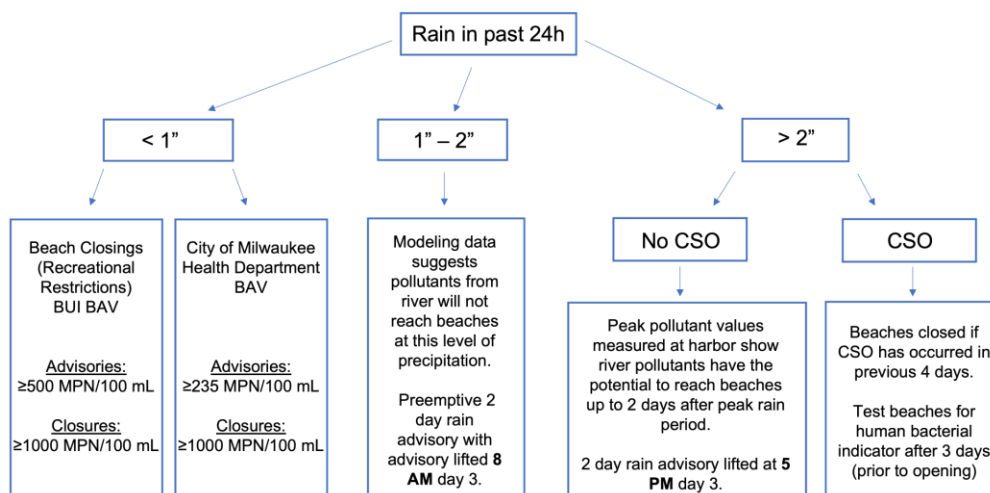 Rain in past 24h
< 1”
1” – 2”
> 2”
Beach Closings
(Recreational
Restrictions)
BUI BAV
Advisories:
≥500 MPN/100 mL
Closures:
≥1000 MPN/100 mL
City of Milwaukee
Health Department
BAV
Advisories:
≥235 MPN/100 mL
Closures:
≥1000 MPN/100 mL
Modeling data
suggests
pollutants from
river will not
reach beaches
at this level of
precipitation.
Preemptive 2
day rain
advisory with
advisory lifted 8
AM day 3.
No CSO
Peak pollutant values
measured at harbor show
river pollutants have the
potential to reach beaches
up to 2 days after peak rain
period.
2 day rain advisory lifted at 5
PM day 3.
CSO
Beaches closed if
CSO has occurred in
previous 4 days.
Test beaches for
human bacterial
indicator after 3 days
(prior to opening)